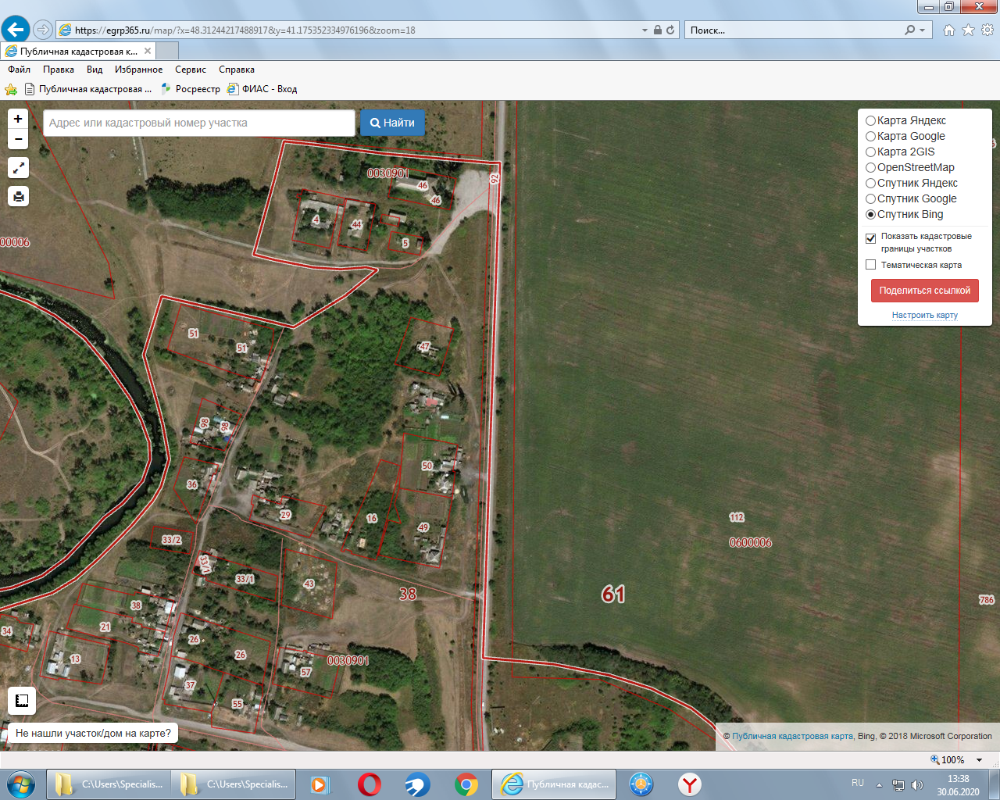 https://egrp365.ru/map/?x=48.31244217488917&y=41.175352334976196&zoom=18
Поиск...
Публичная кадастровая к...
Файл Правка Вид Избранное Сервис Справка
Публичная кадастровая ... Росреестр ФИАС - Вход
+
−
Адрес или кадастровый номер участка
Найти
Карта Яндекс
Карта Google
Карта 2GIS
OpenStreetMap
Спутник Яндекс
Спутник Google
Спутник Bing
Показать кадастровые
границы участков
Тематическая карта
Поделиться ссылкой
Настроить карту
0030901
92
46
46
4
44
5
00006
51
51
47
98
98
50
36
29
16
49
112
0600006
33/2
33/1
33/1
43
38
61
786
38
21
34
26
26
13
0030901
57
37
55
Не нашли участок/дом на карте?
© Публичная кадастровая карта, Bing, © 2018 Microsoft Corporation
100%
C:\Users\Specialis...
C:\Users\Specialis...
Публичная кадас...
RU
13:38
30.06.2020